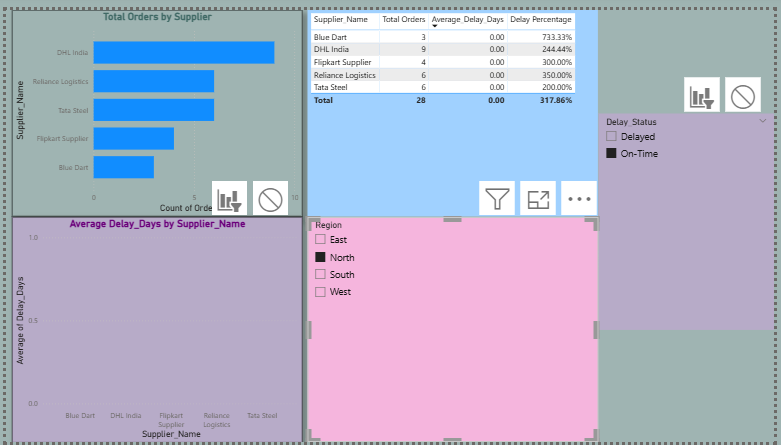 Total Orders by Supplier
Supplier_Name
DHL India
Reliance Logistics
Tata Steel
Flipkart Supplier
Blue Dart
0
5
10
Count of Orde
Supplier_Name Total Orders Average_Delay_Days Delay Percentage
Blue Dart 3 0.00 733.33%
DHL India 9 0.00 244.44%
Flipkart Supplier 4 0.00 300.00%
Reliance Logistics 6 0.00 350.00%
Tata Steel 6 0.00 200.00%
Total 28 0.00 317.86%
Delay_Status
Delayed
On-Time
Average Delay_Days by Supplier_Name
Average of Delay_Days
1.0
0.5
0.0
Blue Dart
DHL India
Flipkart
Supplier
Reliance
Logistics
Tata Steel
Supplier_Name
Region
East
North
South
West